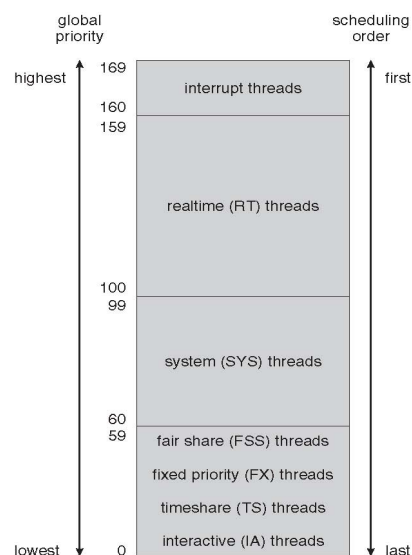 global
priority
scheduling
order
highest
169
first
interrupt threads
160
159
realtime (RT) threads
100
99
system (SYS) threads
60
59
fair share (FSS) threads
fixed priority (FX) threads
timeshare (TS) threads
interactive (IA) threads
lowest
0
last